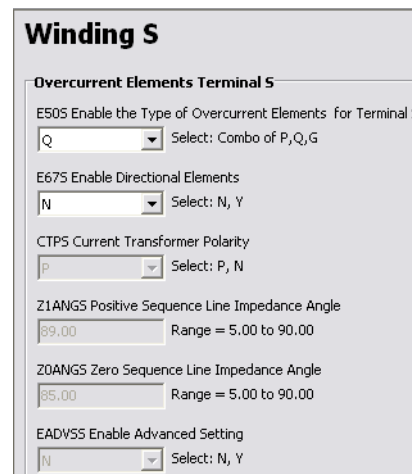 Winding S
Overcurrent Elements Terminal S
E50S Enable the Type of Overcurrent Elements for Terminal
Q Select: Combo of P,Q,G
E67S Enable Directional Elements
N Select: N, Y
CTPS Current Transformer Polarity
P Select: P, N
Z1ANGS Positive Sequence Line Impedance Angle
89.00 Range = 5.00 to 90.00
Z0ANGS Zero Sequence Line Impedance Angle
85.00 Range = 5.00 to 90.00
EADVSS Enable Advanced Setting
N Select: N, Y